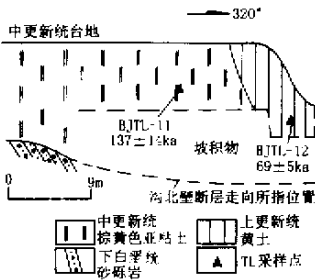 320°
中更新统台地
BJTL-11
137±14ka
坡积物
BJTL-12
69±5ka
沟北壁断层走向所指位置
0 9m
中更新统
棕黄色亚粘土
上更新统
黄土
下白垩统
砂砾岩
TL采样点